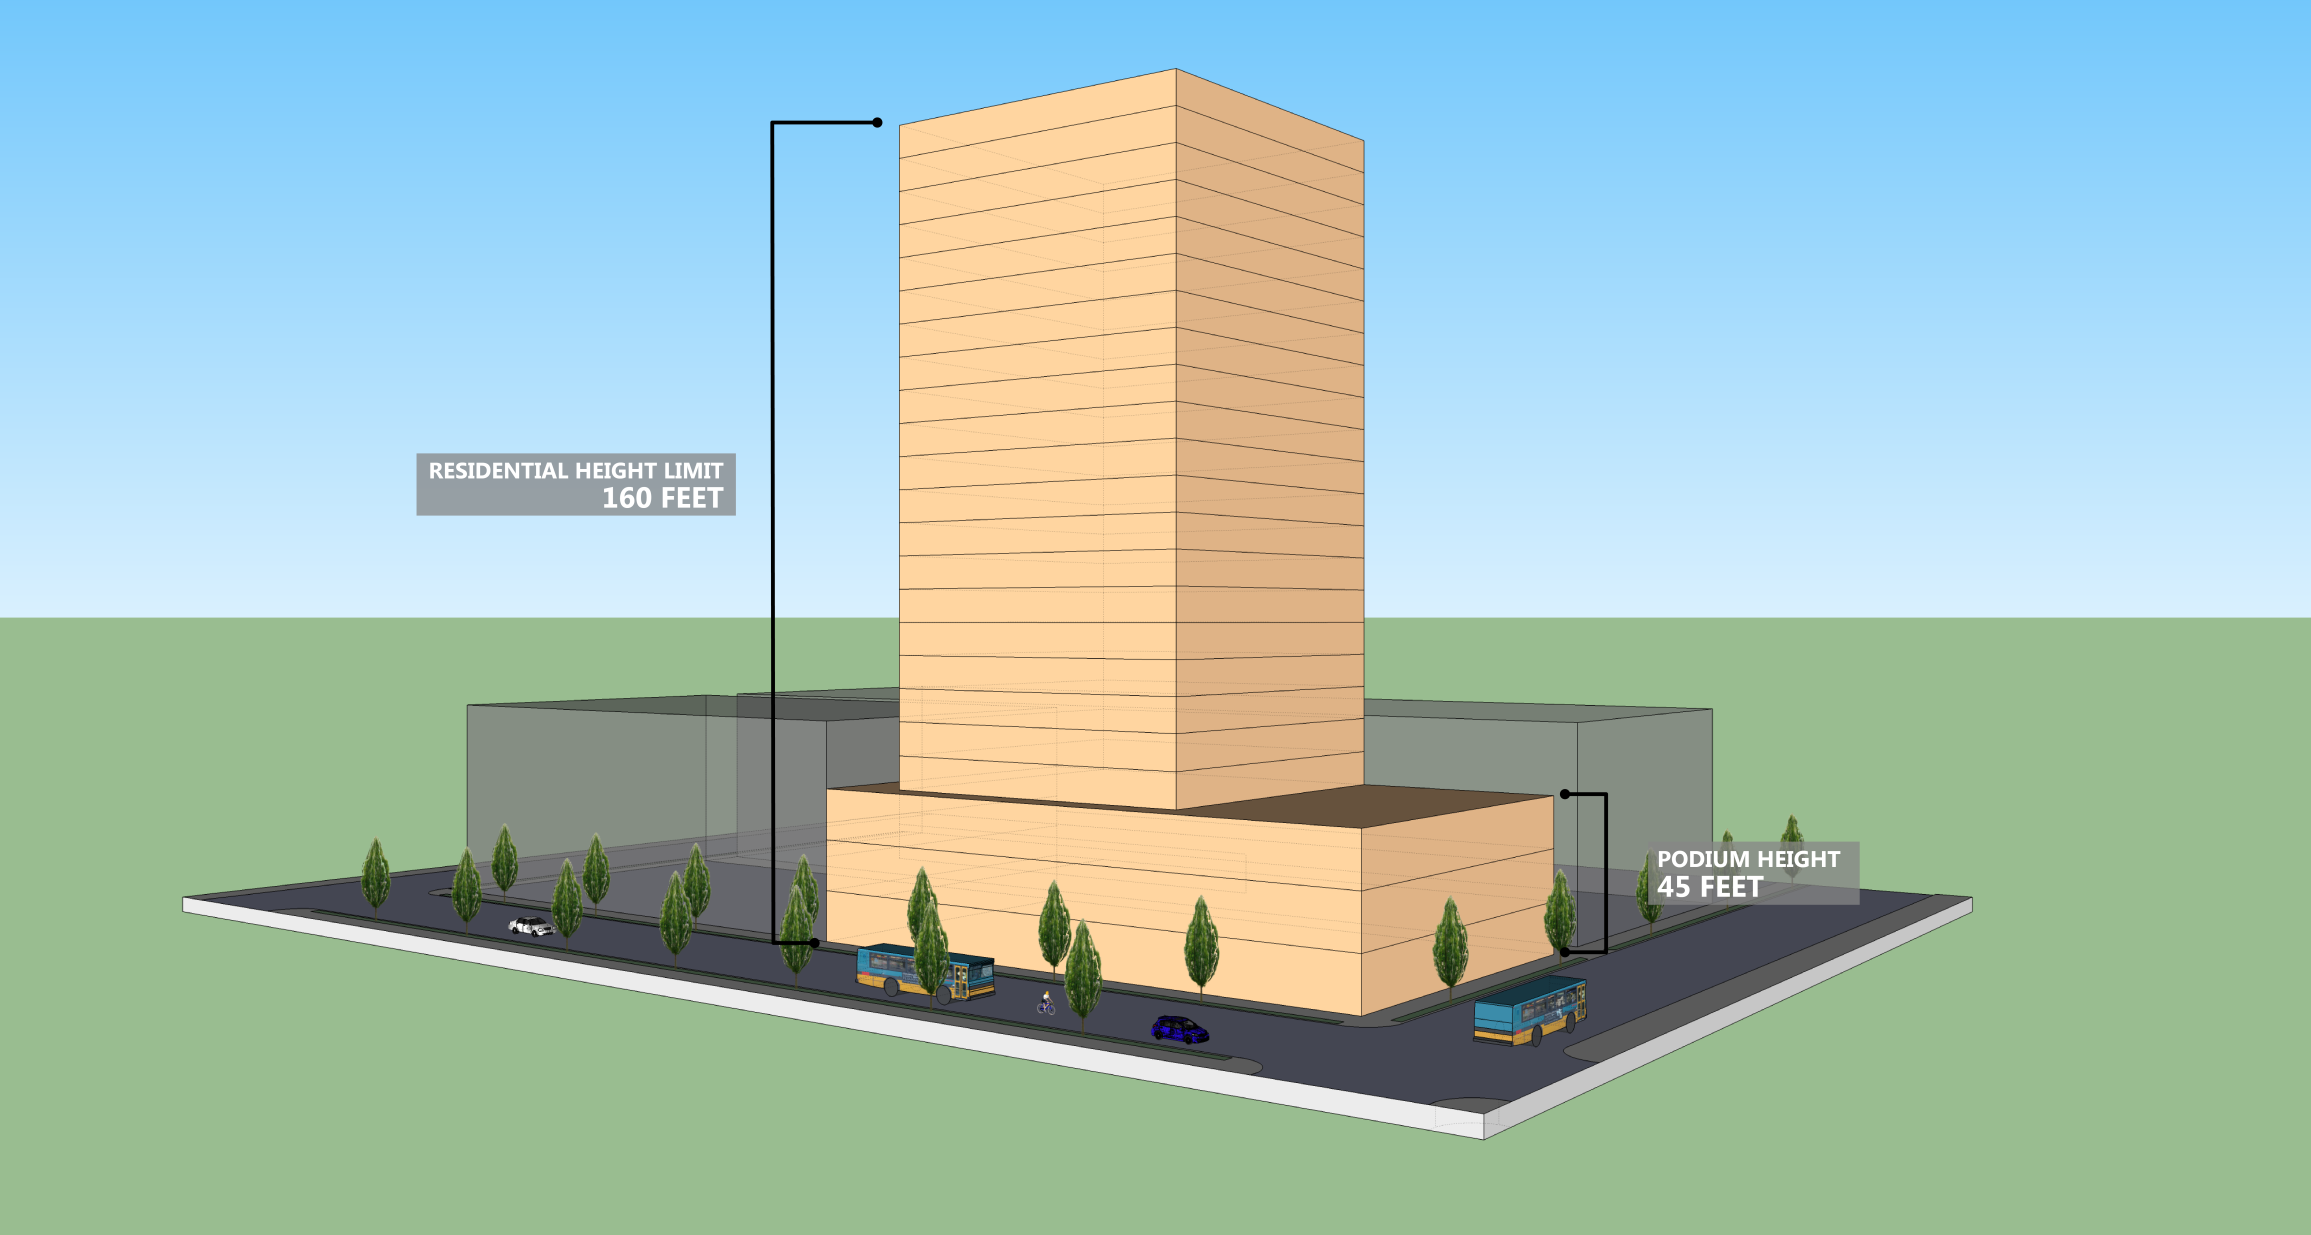 RESIDENTIAL HEIGHT LIMIT
160 FEET
PODIUM HEIGHT
45 FEET